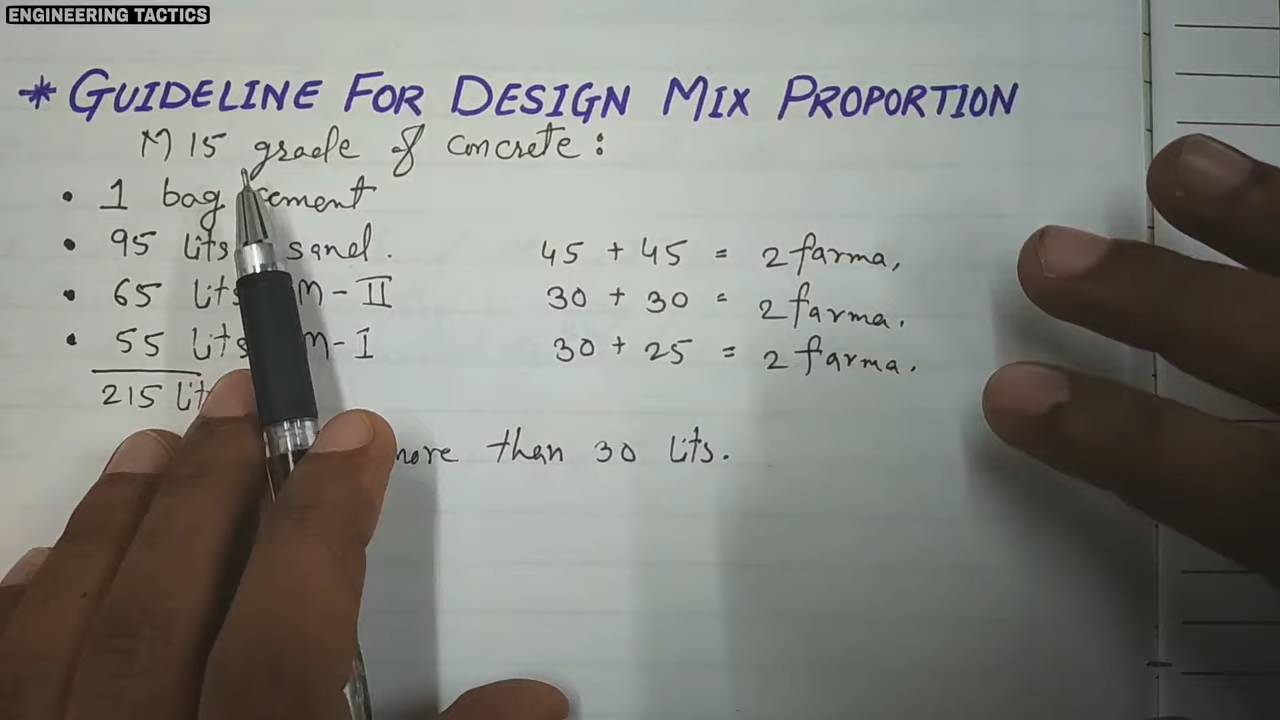 ENGINEERING TACTICS
* GUIDELINE FOR DESIGN MIX PROPORTION
M 15 grade of concrete :
• 1 bag cement
• 95 lits sand. 45 + 45 = 2 farma,
• 65 lits M-II 30 + 30 = 2 farma.
• 55 lits M-I 30 + 25 = 2 farma.
215 lit
more than 30 lits.